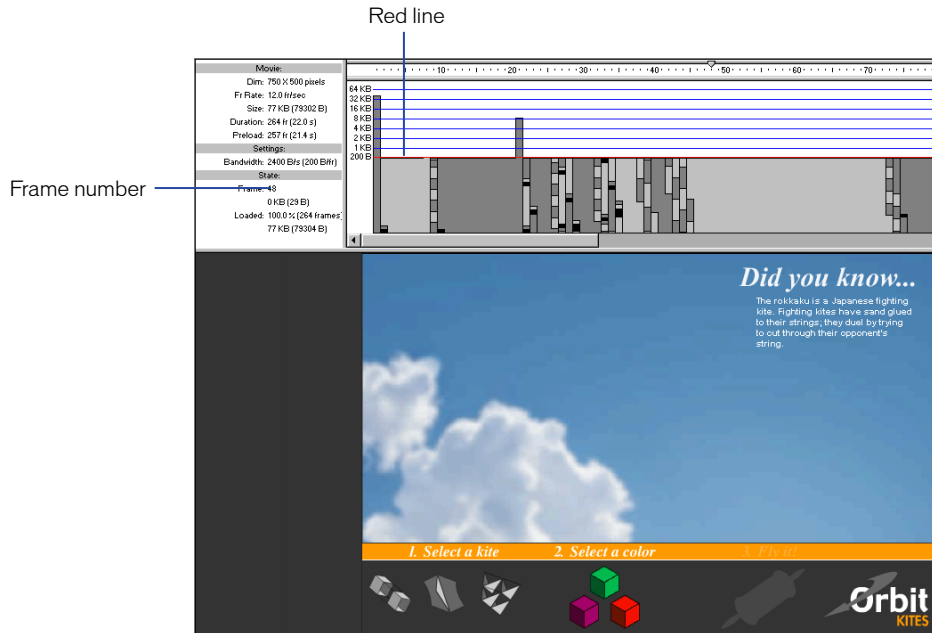 Red line
Frame number
Movie:
Dim: 750 X 500 pixels
Fr Rate: 12.0 fr/sec
Size: 77 KB (79302 B)
Duration: 264 fr (22.0 s)
Preload: 257 fr (21.4 s)
Settings:
Bandwidth: 2400 B/s (200 B/fr)
State:
Frame: 48
0 KB (29 B)
Loaded: 100.0 % (264 frames)
77 KB (79304 B)
10 20 30 40 50 60 70
64 KB
32 KB
16 KB
8 KB
4 KB
2 KB
1 KB
200 B
Did you know...
The rokkaku is a Japanese fighting
kite. Fighting kites have sand glued
to their strings; they duel by trying
to cut through their opponent's
string.
1. Select a kite 2. Select a color 3. Fly it!
Orbit
KITES